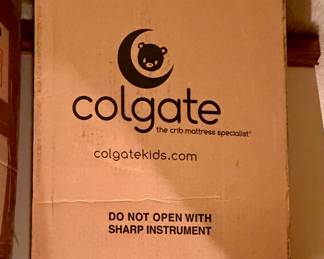 colgate
the crib mattress specialist®
colgatekids.com
DO NOT OPEN WITH
SHARP INSTRUMENT